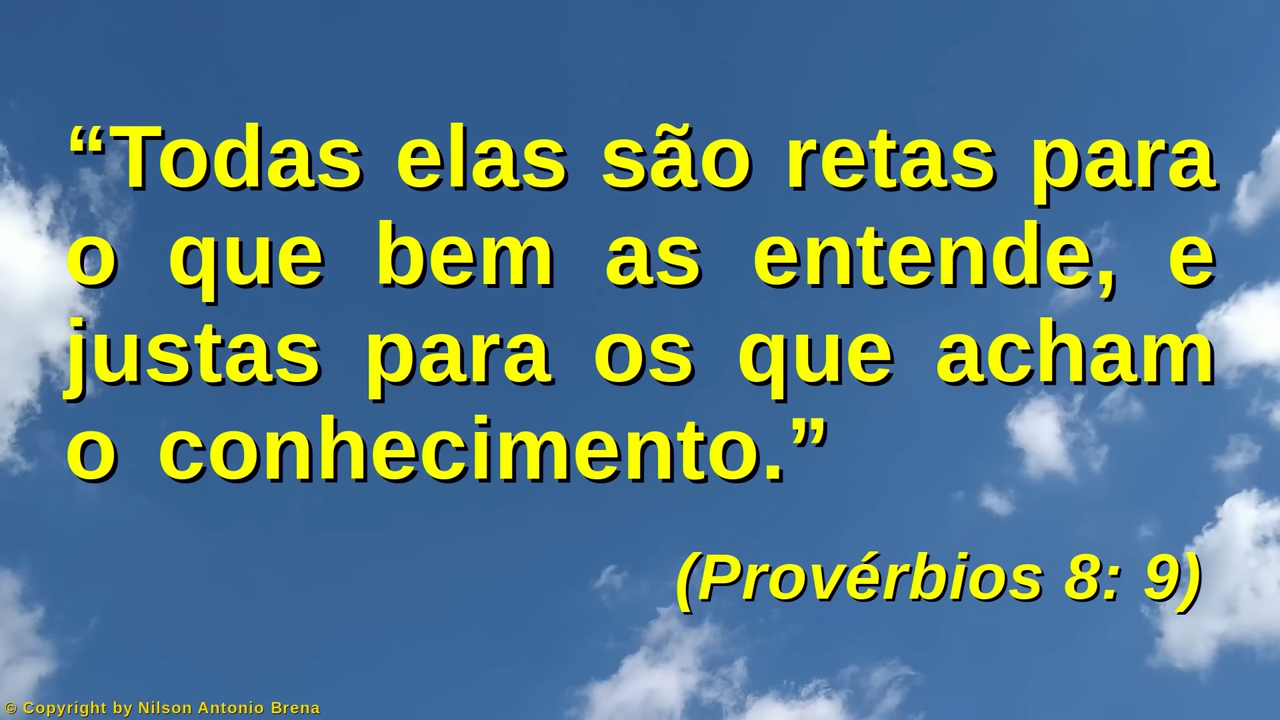 “Todas elas são retas para
o que bem as entende, e
justas para os que acham
o conhecimento.”
(Provérbios 8: 9)
© Copyright by Nilson Antonio Brena